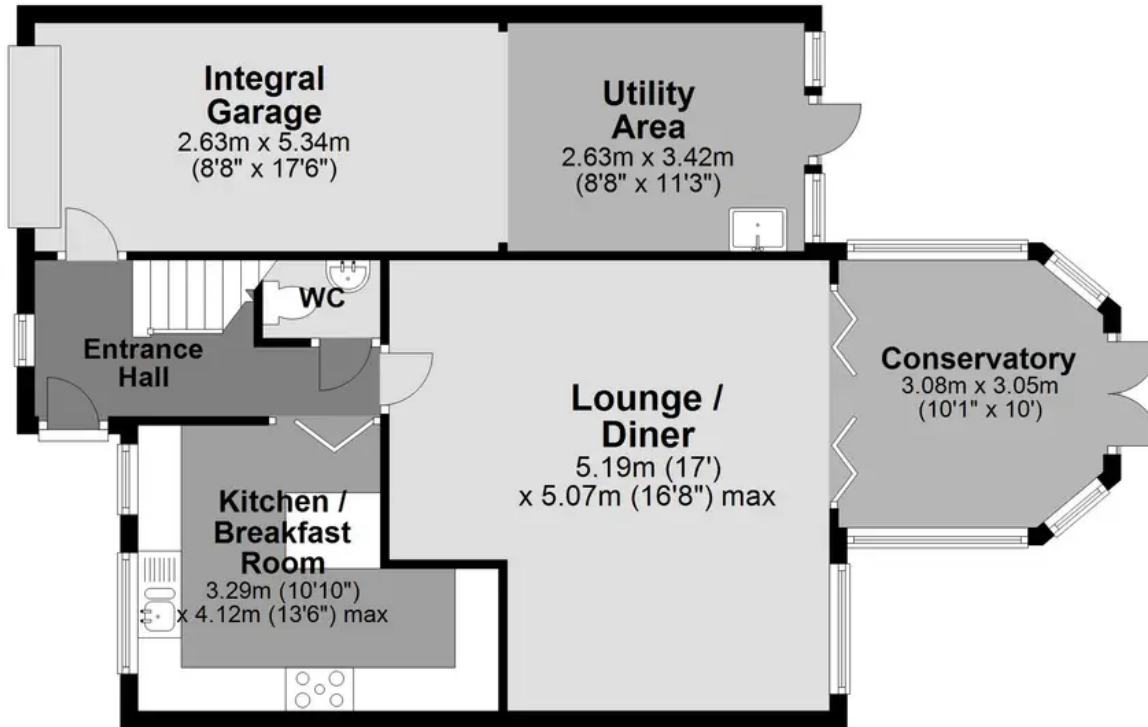 Integral
Garage
2.63m x 5.34m
(8'8" x 17'6")
Utility
Area
2.63m x 3.42m
(8'8" x 11'3")
WC
Entrance
Hall
Lounge /
Diner
5.19m (17')
x 5.07m (16'8") max
Conservatory
3.08m x 3.05m
(10'1" x 10')
Kitchen /
Breakfast
Room
3.29m (10'10")
x 4.12m (13'6") max